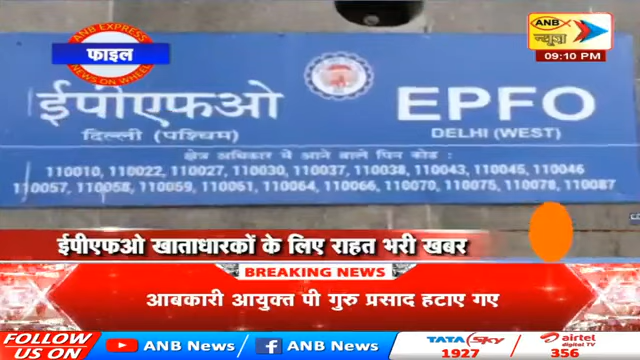 ANB EXPRESS
फाइल
NEWS ON WHEEL
ANB
न्यूज़
09:10 PM
ईपीएफओ
EPFO
दिल्ली (पश्चिम)
DELHI (WEST)
क्षेत्र अधिकार में आने वाले पिन कोड :
110010, 110022, 110027, 110030, 110037, 110038, 110043, 110045, 110046
110057, 110058, 110059, 110061, 110064, 110066, 110070, 110075, 110078, 110087
ईपीएफओ खाताधारकों के लिए राहत भरी खबर
BREAKING NEWS
आबकारी आयुक्त पी गुरु प्रसाद हटाए गए
FOLLOW US ON
ANB News
ANB News
TATA Sky
1927
airtel
digital TV
356